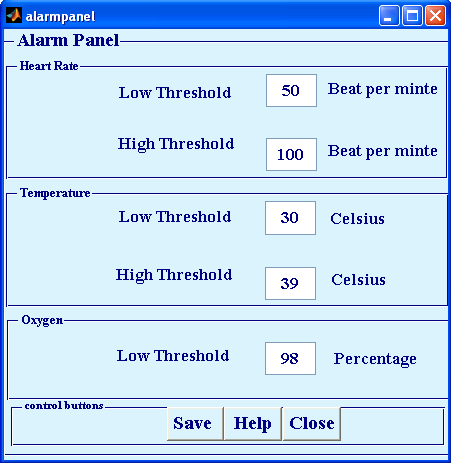 alarmpanel
Alarm Panel
Heart Rate
Low Threshold 50 Beat per minte
High Threshold 100 Beat per minte
Temperature
Low Threshold 30 Celsius
High Threshold 39 Celsius
Oxygen
Low Threshold 98 Percentage
control buttons
Save Help Close